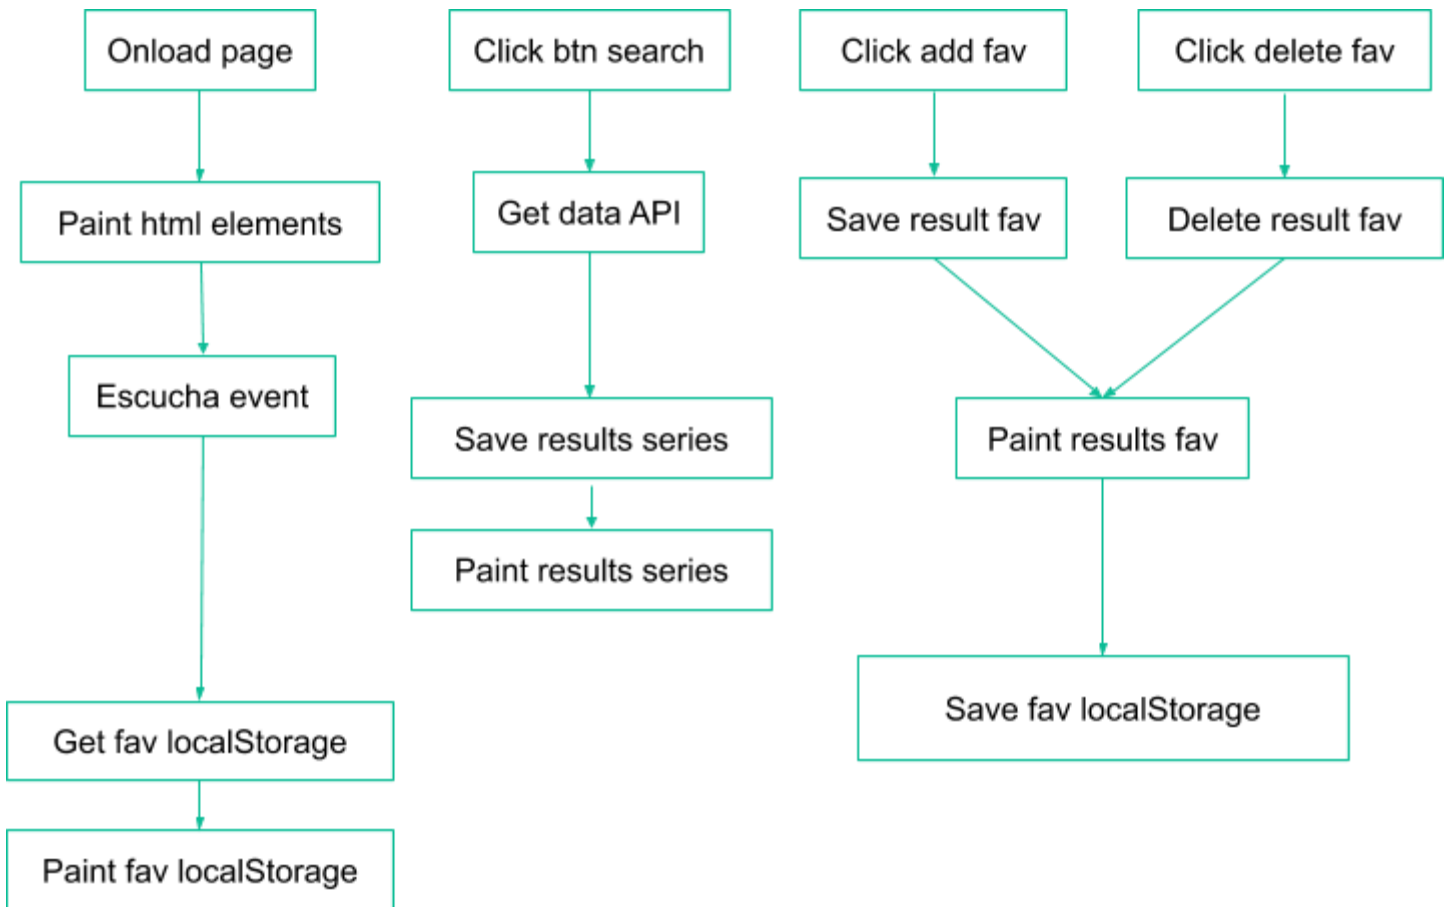 Onload page
Paint html elements
Escucha event
Get fav localStorage
Paint fav localStorage
Click btn search
Get data API
Save results series
Paint results series
Click add fav
Save result fav
Click delete fav
Delete result fav
Paint results fav
Save fav localStorage